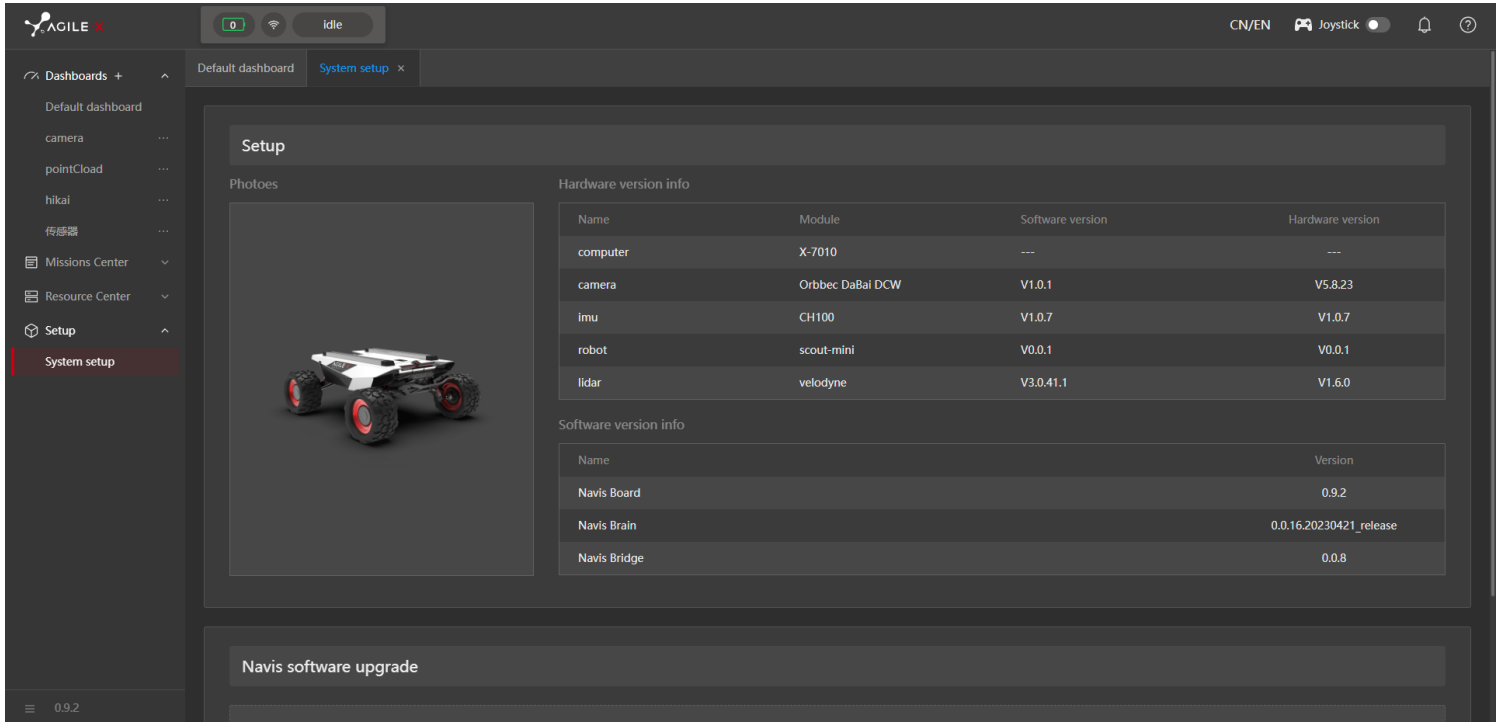 AGILE X
0
idle
CN/EN
Joystick
Dashboards +
Default dashboard
camera
pointCload
hikai
传感器
Missions Center
Resource Center
Setup
System setup
0.9.2
Default dashboard
System setup ×
Setup
Photoes
Hardware version info
Name Module Software version Hardware version
computer X-7010 --- ---
camera Orbbec DaBai DCW V1.0.1 V5.8.23
imu CH100 V1.0.7 V1.0.7
robot scout-mini V0.0.1 V0.0.1
lidar velodyne V3.0.41.1 V1.6.0
Software version info
Name Version
Navis Board 0.9.2
Navis Brain 0.0.16.20230421_release
Navis Bridge 0.0.8
Navis software upgrade